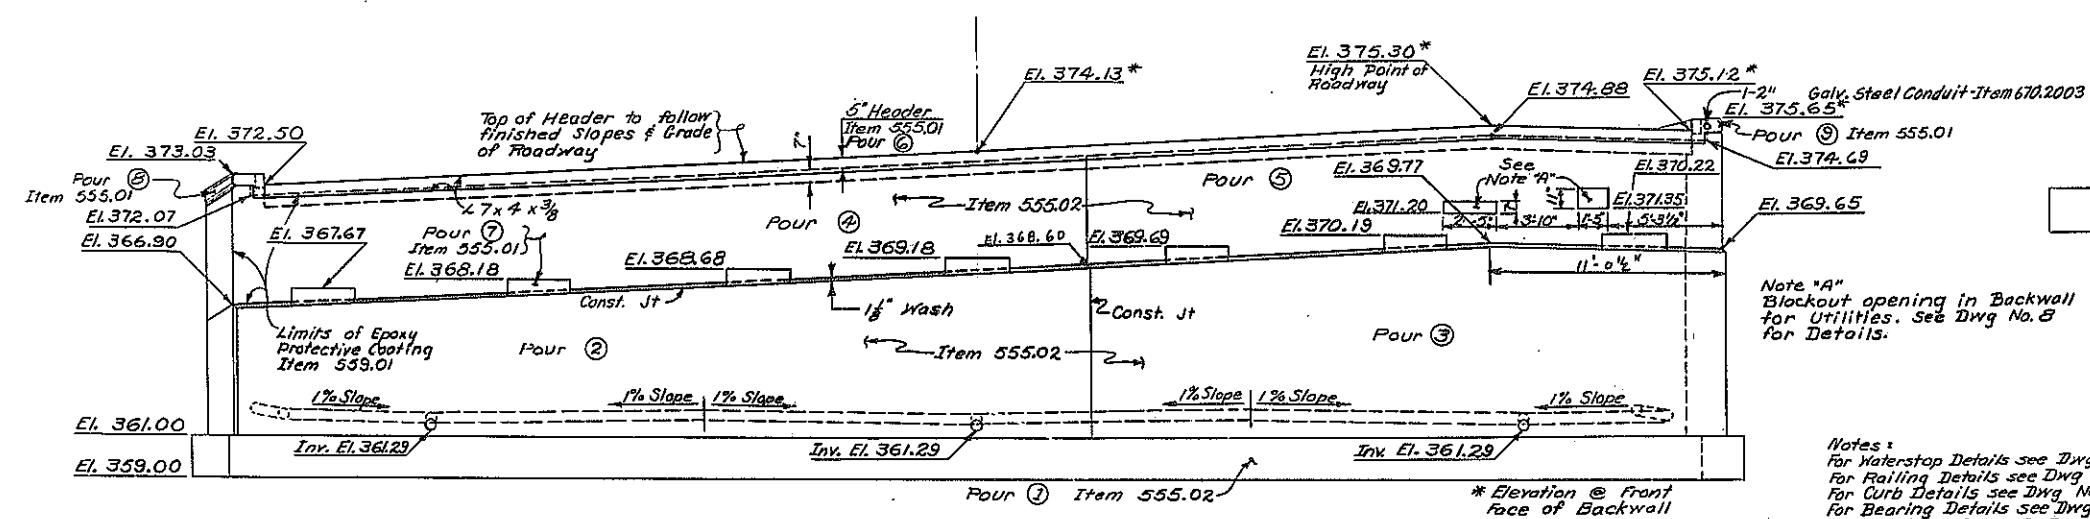 El. 375.30*
High Point of
Roadway
El. 374.13*
El. 374.88
El. 375.12*
1-2" Galv. Steel Conduit-Item 670.2003
El. 375.65*
Pour 9 Item 555.01
El. 374.69
Top of Header to follow
finished slopes & Grade
of Roadway
5" Header
Item 555.01
Pour 6
7"
El. 372.50
El. 373.03
Pour 8
Item 555.01
El. 372.07
El. 366.90
El. 367.67
L 7 x 4 x 3/8
Pour 7
Item 555.01
El. 368.18
Pour 4
Item 555.02
Pour 5
El. 369.77
See
Note "A"
El. 370.22
El. 371.20
El. 371.35
2'-5"
3'-10"
1'-5"
5'-3½"
El. 369.65
El. 368.68
El. 369.18
El. 368.60
El. 369.69
El. 370.19
11'-0½"
Const. Jt
1⅛" Wash
Const. Jt
Limits of Epoxy
Protective Coating
Item 559.01
Pour 2
Item 555.02
Pour 3
Note "A"
Blockout opening in Backwall
for Utilities. See Dwg No. 8
for Details.
1% Slope
1% Slope
1% Slope
1% Slope
1% Slope
1% Slope
El. 361.00
Inv. El. 361.29
Inv. El. 361.29
Inv. El. 361.29
El. 359.00
Pour 1 Item 555.02
* Elevation @ Front
Face of Backwall
Notes:
For Waterstop Details see Dwg
For Railing Details see Dwg
For Curb Details see Dwg
For Bearing Details see Dwg